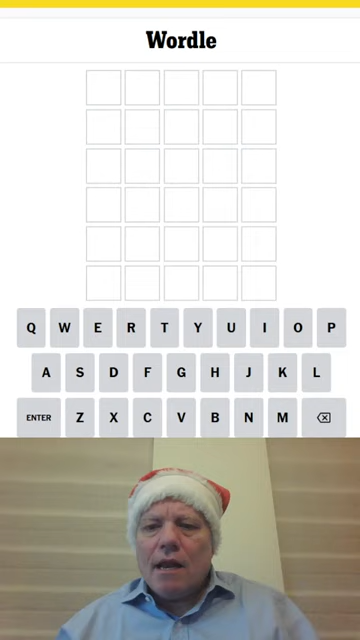 Wordle
Q W E R T Y U I O P
A S D F G H J K L
ENTER Z X C V B N M